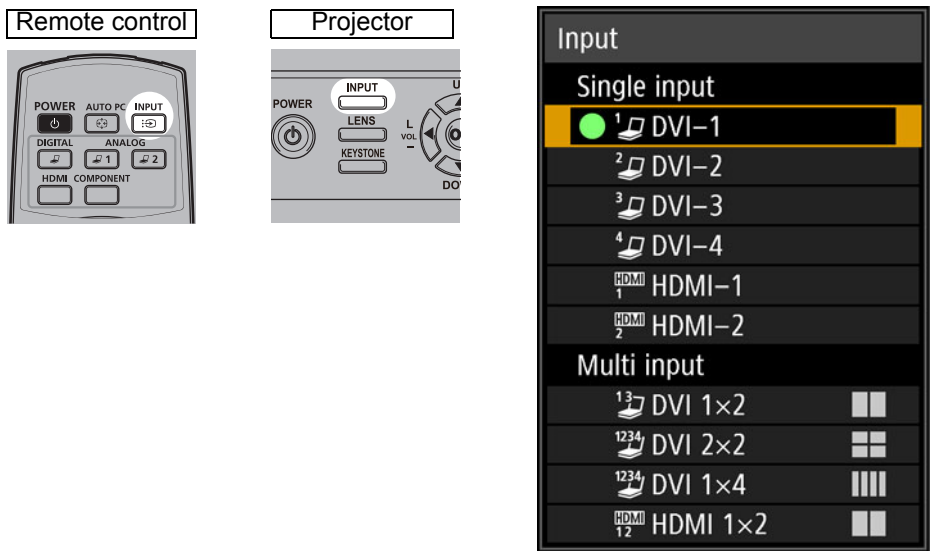 Remote control
POWER AUTO PC INPUT
DIGITAL ANALOG
1 2
HDMI COMPONENT
Projector
INPUT
POWER
LENS
L
VOL
KEYSTONE
Input
Single input
1 DVI–1
2 DVI–2
3 DVI–3
4 DVI–4
HDMI 1 HDMI–1
HDMI 2 HDMI–2
Multi input
13 DVI 1×2
1234 DVI 2×2
1234 DVI 1×4
HDMI 12 HDMI 1×2